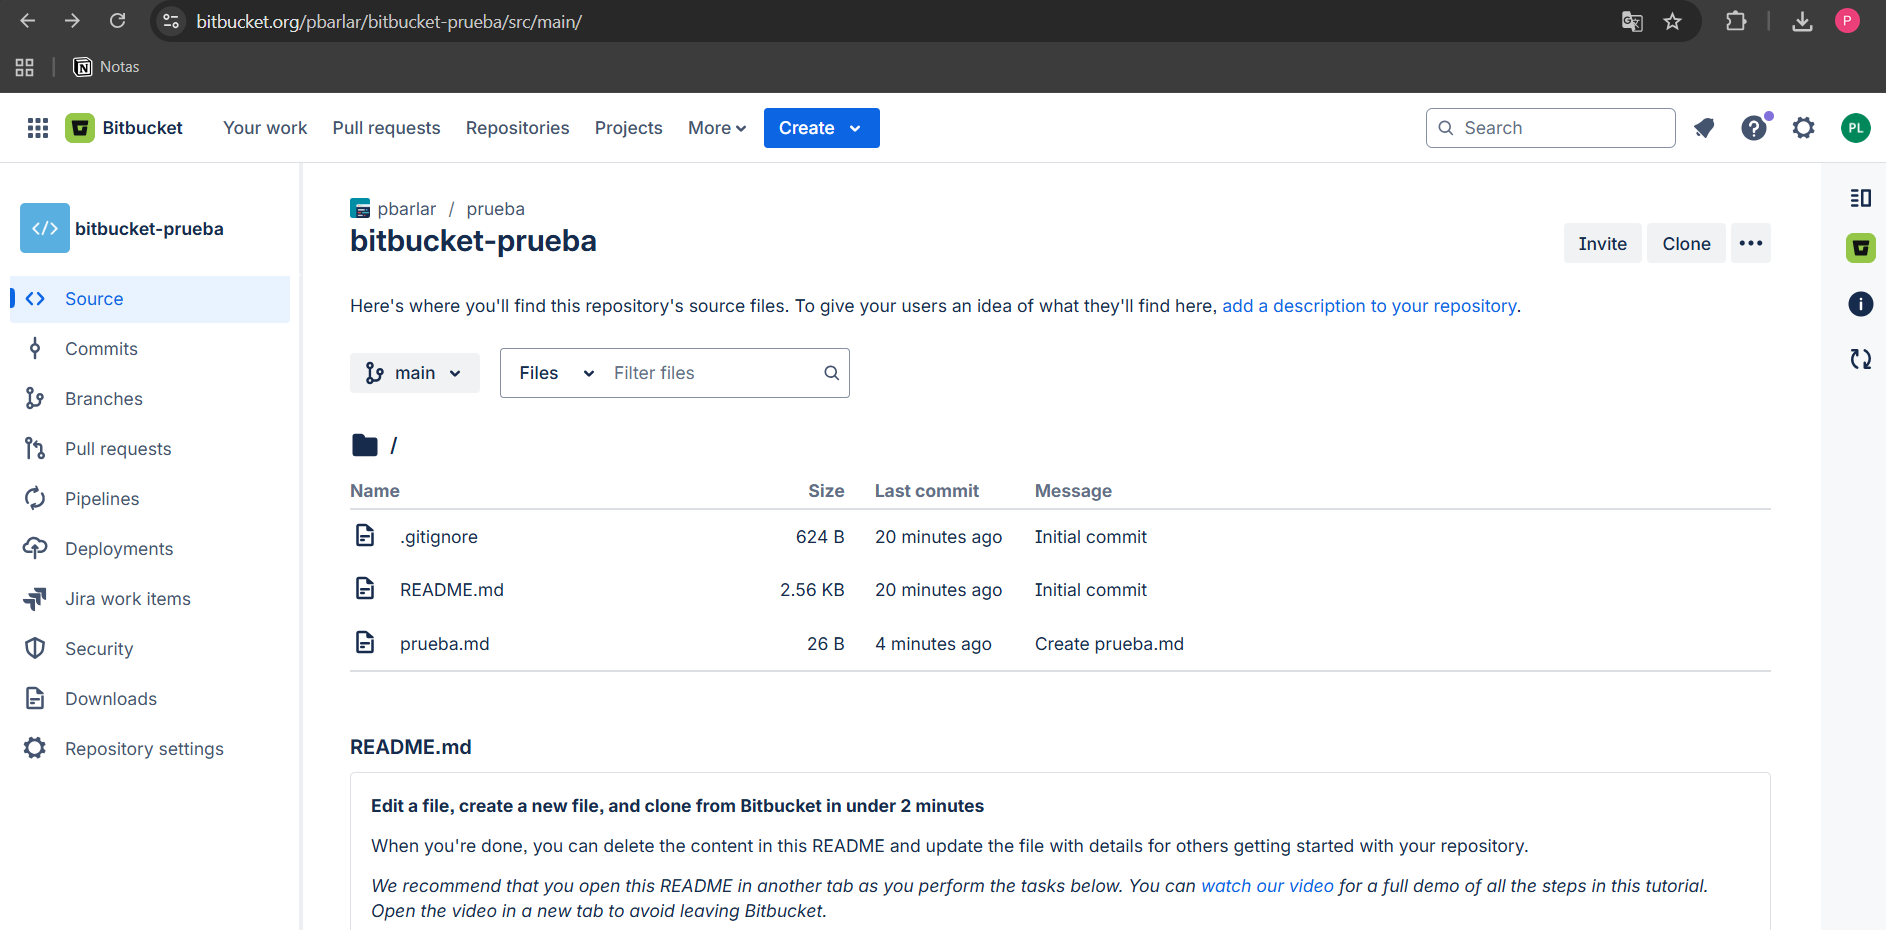 bitbucket.org/pbarlar/bitbucket-prueba/src/main/
P
Notas
Bitbucket
Your work
Pull requests
Repositories
Projects
More
Create
Search
PL
bitbucket-prueba
Source
Commits
Branches
Pull requests
Pipelines
Deployments
Jira work items
Security
Downloads
Repository settings
pbarlar / prueba
bitbucket-prueba
Invite
Clone
Here's where you'll find this repository's source files. To give your users an idea of what they'll find here, add a description to your repository.
main
Files
Filter files
/
Name Size Last commit Message
.gitignore 624 B 20 minutes ago Initial commit
README.md 2.56 KB 20 minutes ago Initial commit
prueba.md 26 B 4 minutes ago Create prueba.md
README.md
Edit a file, create a new file, and clone from Bitbucket in under 2 minutes
When you're done, you can delete the content in this README and update the file with details for others getting started with your repository.
We recommend that you open this README in another tab as you perform the tasks below. You can watch our video for a full demo of all the steps in this tutorial.
Open the video in a new tab to avoid leaving Bitbucket.